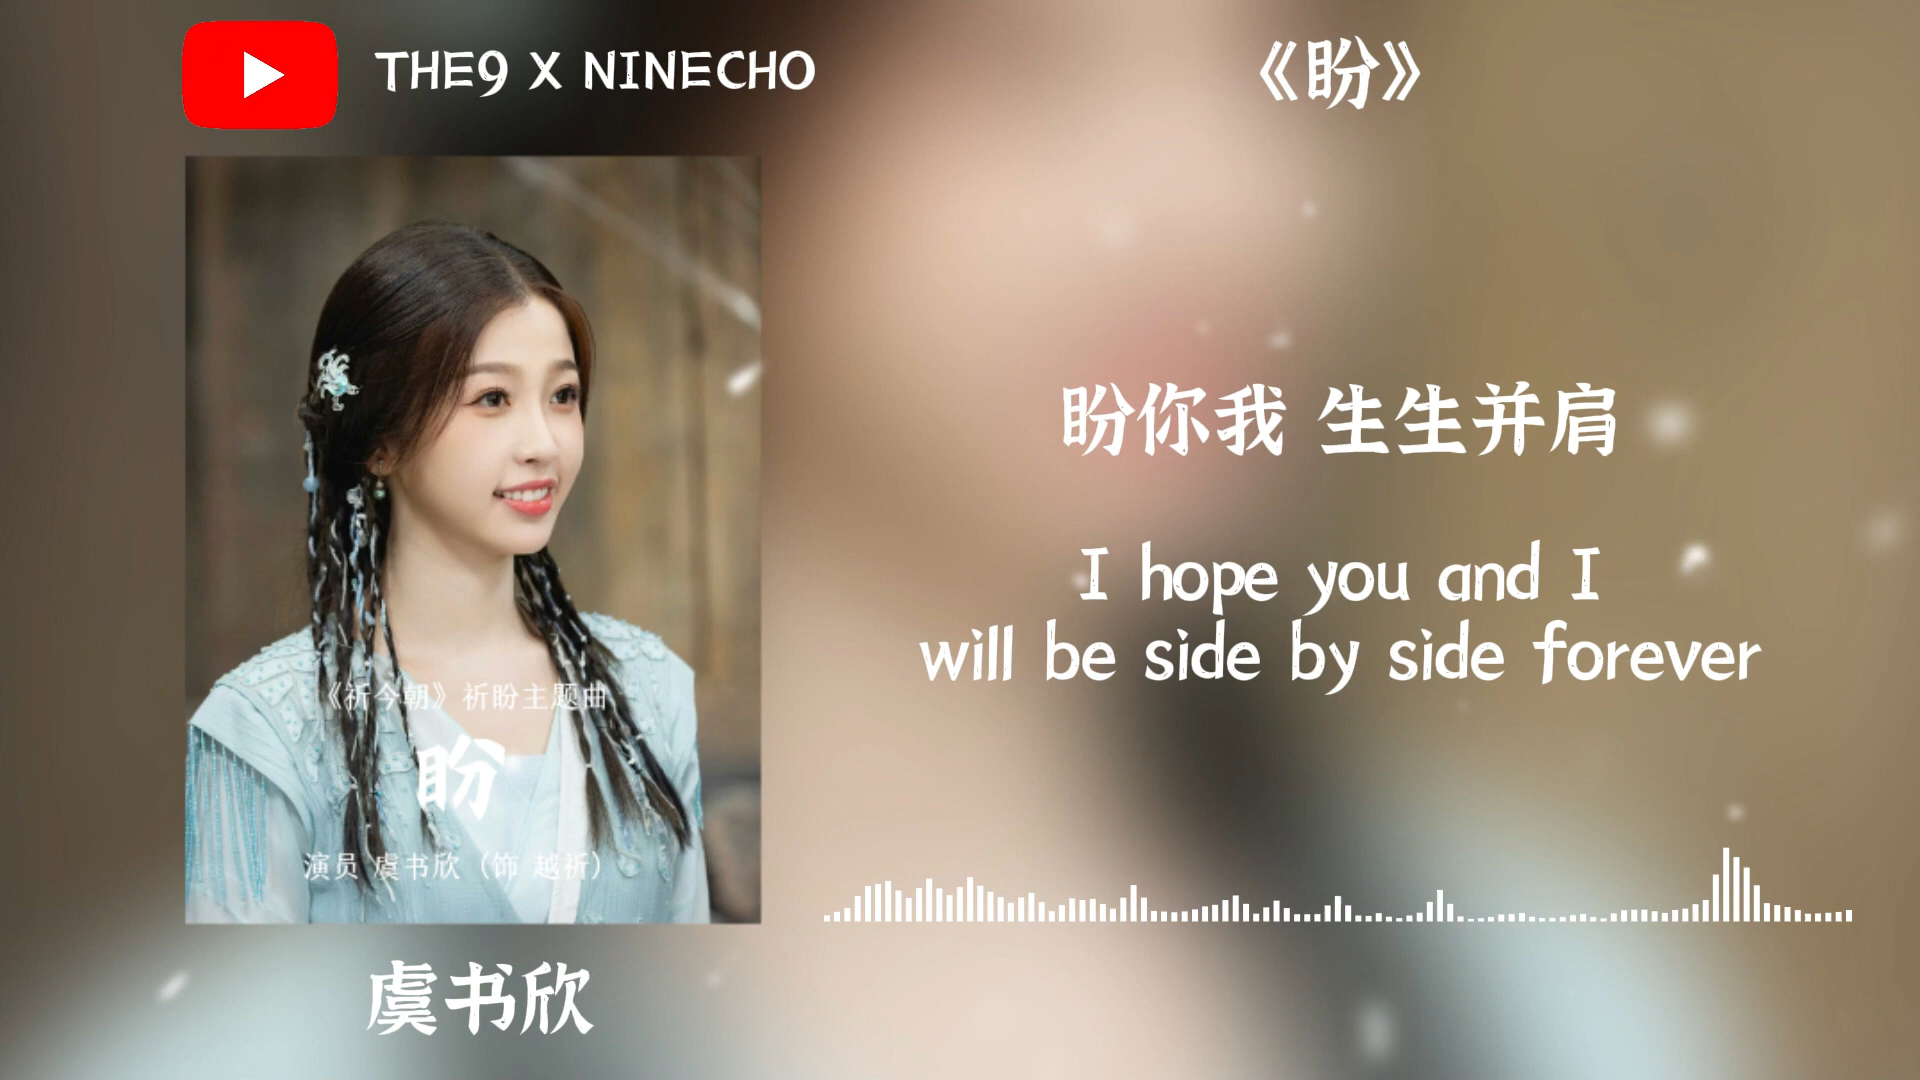 THE9 X NINECHO
《盼》
《祈今朝》祈盼主题曲
盼
演员 虞书欣（饰 越祈）
虞书欣
盼你我 生生并肩
I hope you and I
will be side by side forever